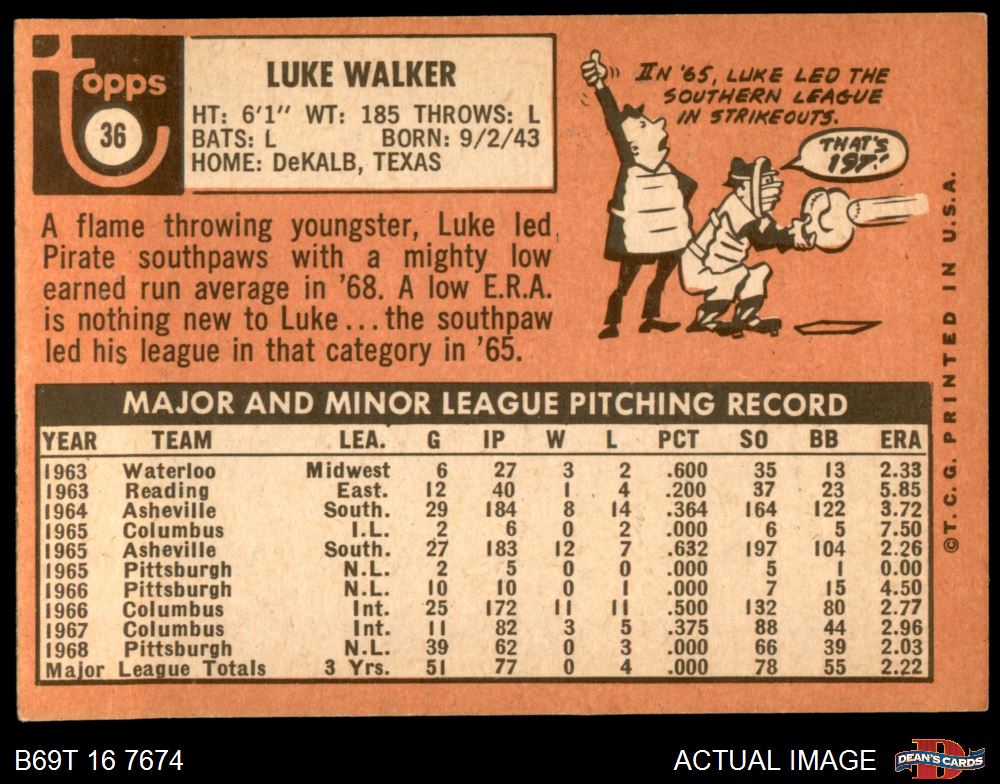 Topps
36
LUKE WALKER
HT: 6'1" WT: 185 THROWS: L
BATS: L BORN: 9/2/43
HOME: DeKALB, TEXAS
IN '65, LUKE LED THE
SOUTHERN LEAGUE
IN STRIKEOUTS.
THAT'S
197!
A flame throwing youngster, Luke led
Pirate southpaws with a mighty low
earned run average in '68. A low E.R.A.
is nothing new to Luke...the southpaw
led his league in that category in '65.
MAJOR AND MINOR LEAGUE PITCHING RECORD
YEAR TEAM LEA. G IP W L PCT SO BB ERA
1963 Waterloo Midwest 6 27 3 2 .600 35 13 2.33
1963 Reading East. 12 40 1 4 .200 37 23 5.85
1964 Asheville South. 29 184 8 14 .364 164 122 3.72
1965 Columbus I.L. 2 6 0 2 .000 6 5 7.50
1965 Asheville South. 27 183 12 7 .632 197 104 2.26
1965 Pittsburgh N.L. 2 5 0 0 .000 5 1 0.00
1966 Pittsburgh N.L. 10 10 0 1 .000 7 15 4.50
1966 Columbus Int. 25 172 11 11 .500 132 80 2.77
1967 Columbus Int. 11 82 3 5 .375 88 44 2.96
1968 Pittsburgh N.L. 39 62 0 3 .000 66 39 2.03
Major League Totals 3 Yrs. 51 77 0 4 .000 78 55 2.22
©T.C.G. PRINTED IN U.S.A.
B69T 16 7674
ACTUAL IMAGE
DEAN'S CARDS